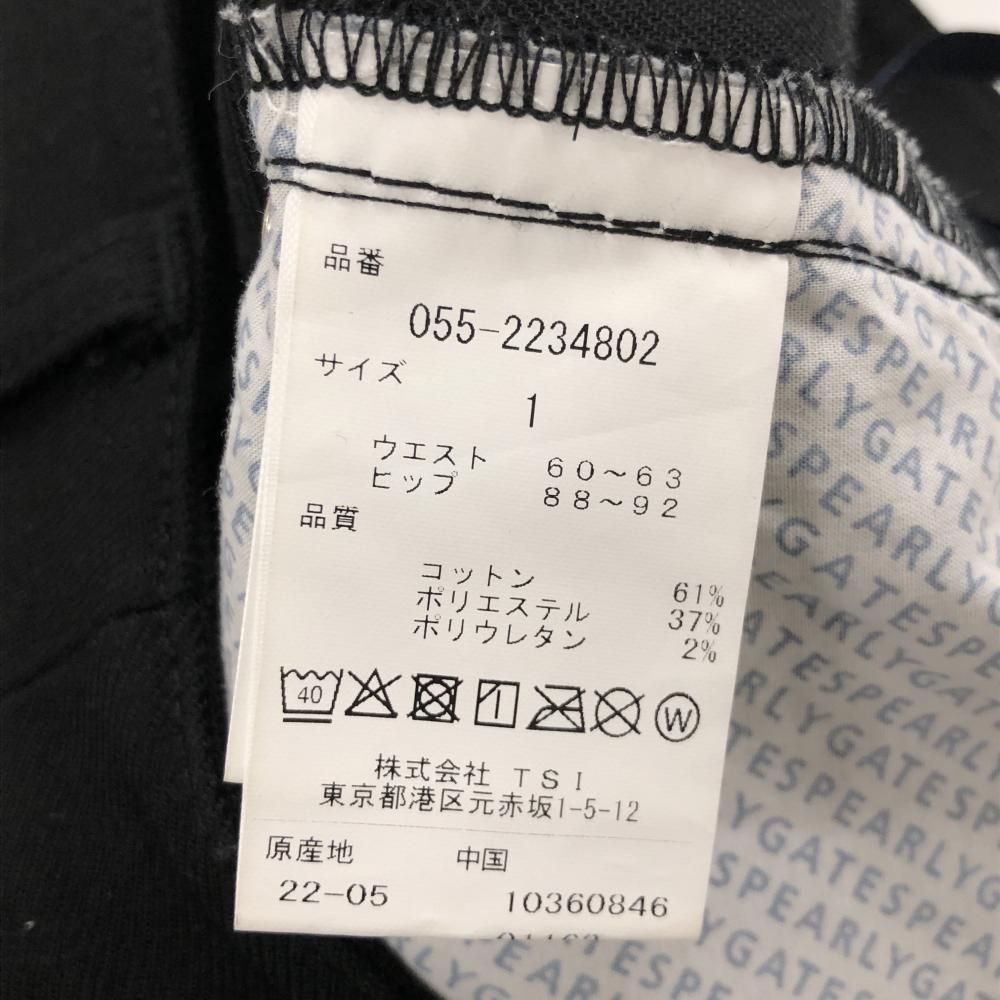 品番
055-2234802
サイズ
1
ウエスト 60~63
ヒップ 88~92
品質
コットン 61%
ポリエステル 37%
ポリウレタン 2%
40
1
W
株式会社 TSI
東京都港区元赤坂1-5-12
原産地 中国
22-05 10360846
PEARLYGATES
PEARLYGATES
PEARLYGATES
PEARLYGATES